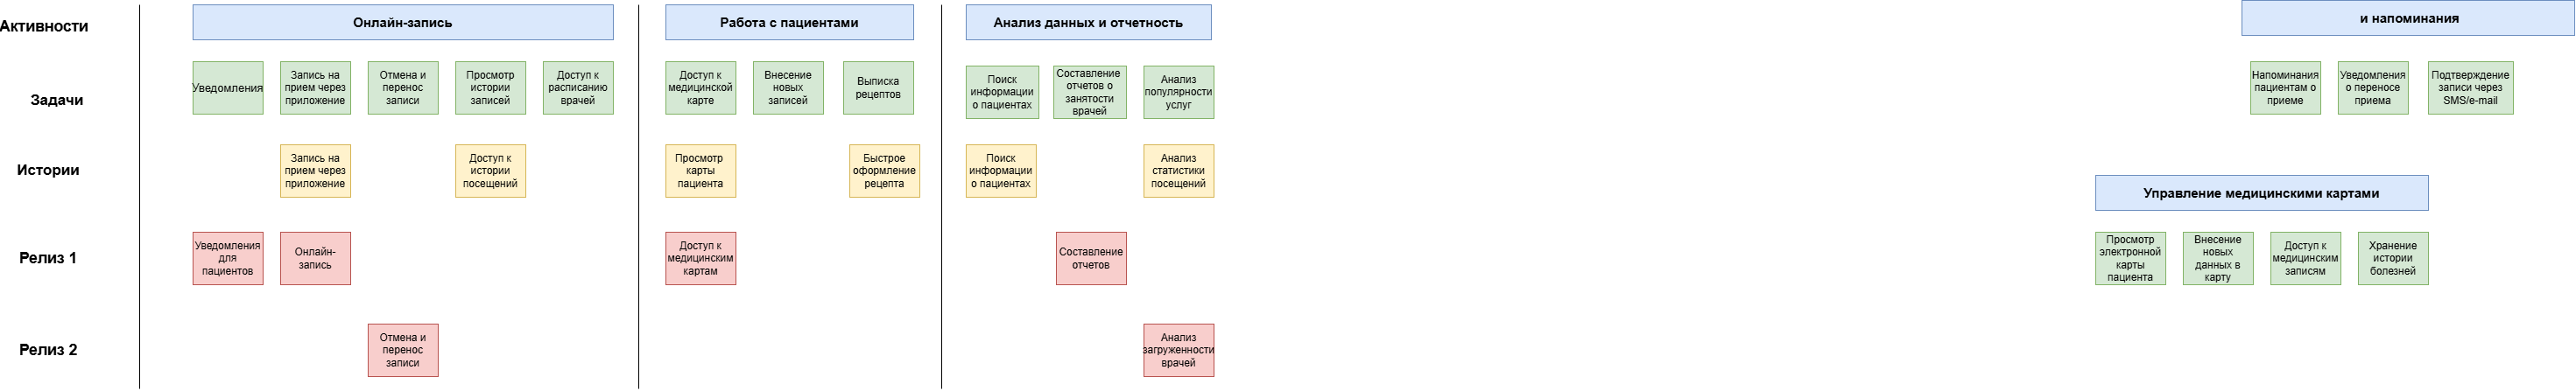 Активности
Онлайн-запись
Работа с пациентами
Анализ данных и отчетность
и напоминания
Задачи
Уведомления
Запись на
прием через
приложение
Отмена и
перенос
записи
Просмотр
истории
записей
Доступ к
расписанию
врачей
Доступ к
медицинской
карте
Внесение
новых
записей
Выписка
рецептов
Поиск
информации
о пациентах
Составление
отчетов о
занятости
врачей
Анализ
популярности
услуг
Напоминания
пациентам о
приеме
Уведомления
о переносе
приема
Подтверждение
записи через
SMS/e-mail
Истории
Запись на
прием через
приложение
Доступ к
истории
посещений
Просмотр
карты
пациента
Быстрое
оформление
рецепта
Поиск
информации
о пациентах
Анализ
статистики
посещений
Управление медицинскими картами
Релиз 1
Уведомления
для
пациентов
Онлайн-
запись
Доступ к
медицинским
картам
Составление
отчетов
Просмотр
электронной
карты
пациента
Внесение
новых
данных в
карту
Доступ к
медицинским
записям
Хранение
истории
болезней
Релиз 2
Отмена и
перенос
записи
Анализ
загруженности
врачей